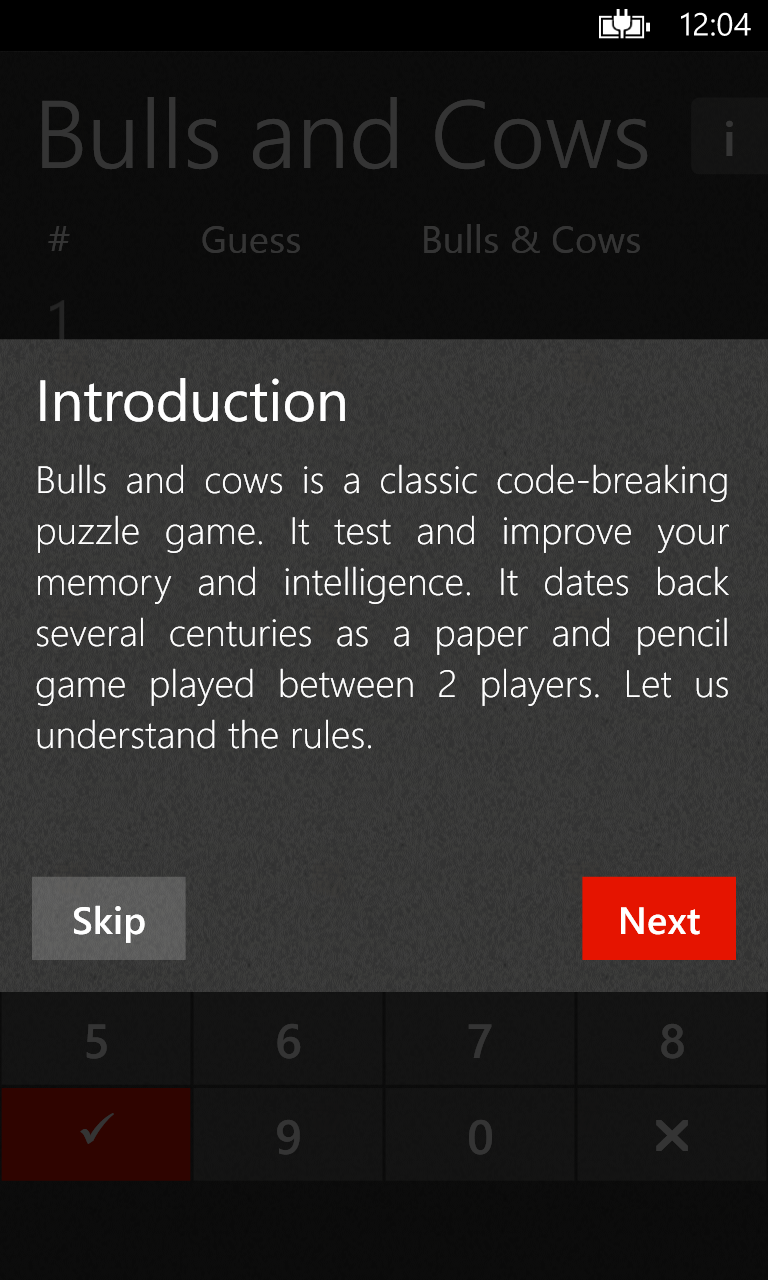 12:04
Bulls and Cows
i
# Guess Bulls & Cows
1
Introduction
Bulls and cows is a classic code-breaking
puzzle game. It test and improve your
memory and intelligence. It dates back
several centuries as a paper and pencil
game played between 2 players. Let us
understand the rules.
Skip Next
5 6 7 8
9 0